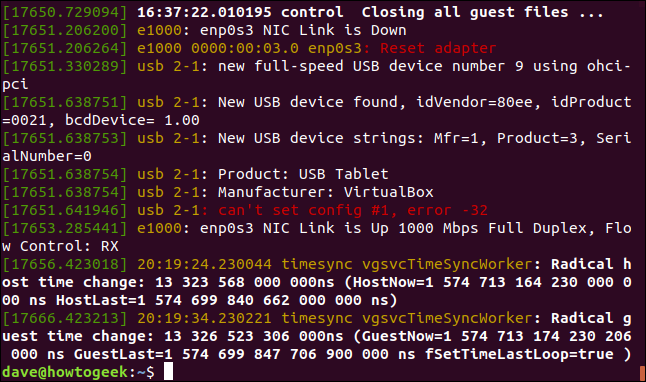 [17650.729094] 16:37:22.010195 control  Closing all guest files ...
[17651.206200] e1000: enp0s3 NIC Link is Down
[17651.206264] e1000 0000:00:03.0 enp0s3: Reset adapter
[17651.330289] usb 2-1: new full-speed USB device number 9 using ohci-
pci
[17651.638751] usb 2-1: New USB device found, idVendor=80ee, idProduct
=0021, bcdDevice= 1.00
[17651.638753] usb 2-1: New USB device strings: Mfr=1, Product=3, Seri
alNumber=0
[17651.638754] usb 2-1: Product: USB Tablet
[17651.638754] usb 2-1: Manufacturer: VirtualBox
[17651.641946] usb 2-1: can't set config #1, error -32
[17653.285441] e1000: enp0s3 NIC Link is Up 1000 Mbps Full Duplex, Flo
w Control: RX
[17656.423018] 20:19:24.230044 timesync vgsvcTimeSyncWorker: Radical h
ost time change: 13 323 568 000 000ns (HostNow=1 574 713 164 230 000 0
00 ns HostLast=1 574 699 840 662 000 000 ns)
[17666.423213] 20:19:34.230221 timesync vgsvcTimeSyncWorker: Radical g
uest time change: 13 326 523 306 000ns (GuestNow=1 574 713 174 230 206
 000 ns GuestLast=1 574 699 847 706 900 000 ns fSetTimeLastLoop=true )
dave@howtogeek:~$